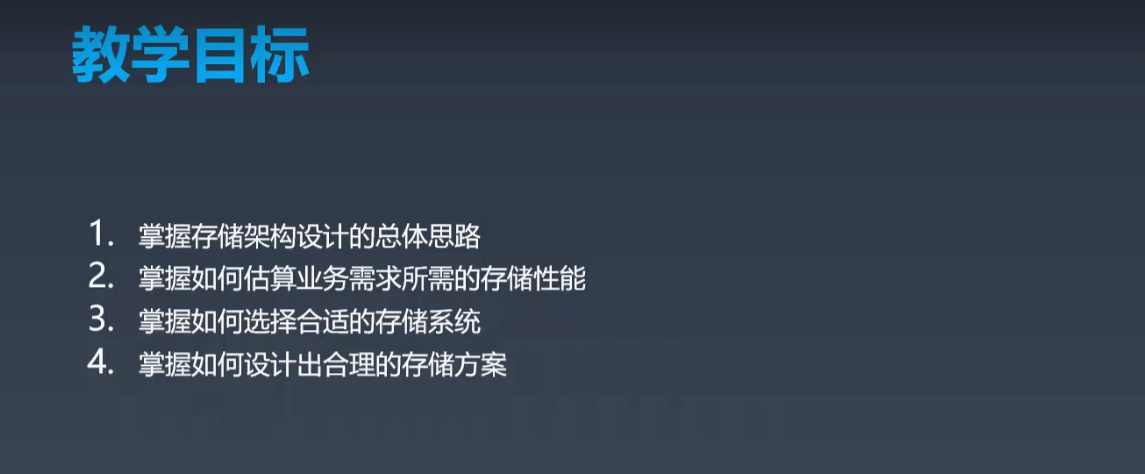 教学目标
1. 掌握存储架构设计的总体思路
2. 掌握如何估算业务需求所需的存储性能
3. 掌握如何选择合适的存储系统
4. 掌握如何设计出合理的存储方案